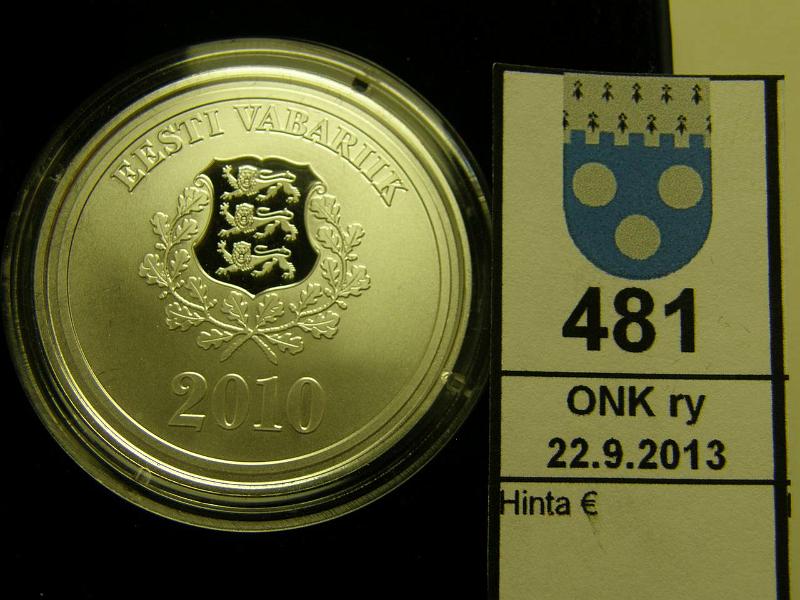 EESTI VABARIIK
2010
481
ONK ry
22.9.2013
Hinta €